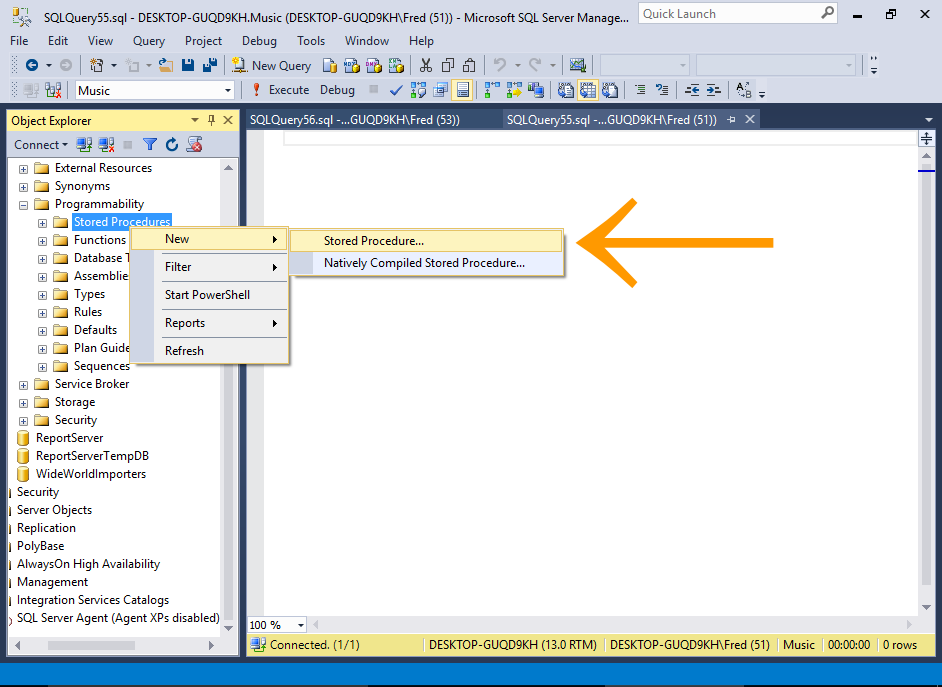 SQLQuery55.sql - DESKTOP-GUQD9KH.Music (DESKTOP-GUQD9KH\Fred (51)) - Microsoft SQL Server Manage...
Quick Launch
File Edit View Query Project Debug Tools Window Help
New Query
Music
Execute Debug
Object Explorer
SQLQuery56.sql -...GUQD9KH\Fred (53))
SQLQuery55.sql -...GUQD9KH\Fred (51))
Connect
External Resources
Synonyms
Programmability
Stored Procedures
Functions
Database T
Assemblies
Types
Rules
Defaults
Plan Guide
Sequences
Service Broker
Storage
Security
ReportServer
ReportServerTempDB
WideWorldImporters
Security
Server Objects
Replication
PolyBase
AlwaysOn High Availability
Management
Integration Services Catalogs
SQL Server Agent (Agent XPs disabled)
New
Filter
Start PowerShell
Reports
Refresh
Stored Procedure...
Natively Compiled Stored Procedure...
100 %
Connected. (1/1)
DESKTOP-GUQD9KH (13.0 RTM)
DESKTOP-GUQD9KH\Fred (51)
Music
00:00:00
0 rows